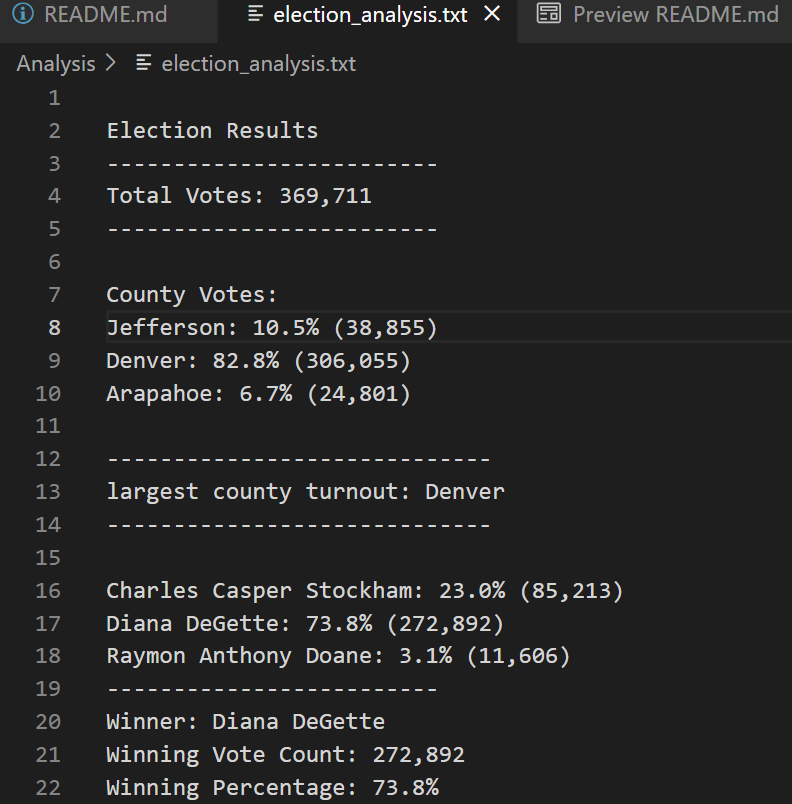 README.md election_analysis.txt Preview README.md
Analysis election_analysis.txt
1
2 Election Results
3 -------------------------
4 Total Votes: 369,711
5 -------------------------
6
7 County Votes:
8 Jefferson: 10.5% (38,855)
9 Denver: 82.8% (306,055)
10 Arapahoe: 6.7% (24,801)
11
12 -----------------------------
13 largest county turnout: Denver
14 -----------------------------
15
16 Charles Casper Stockham: 23.0% (85,213)
17 Diana DeGette: 73.8% (272,892)
18 Raymon Anthony Doane: 3.1% (11,606)
19 -------------------------
20 Winner: Diana DeGette
21 Winning Vote Count: 272,892
22 Winning Percentage: 73.8%